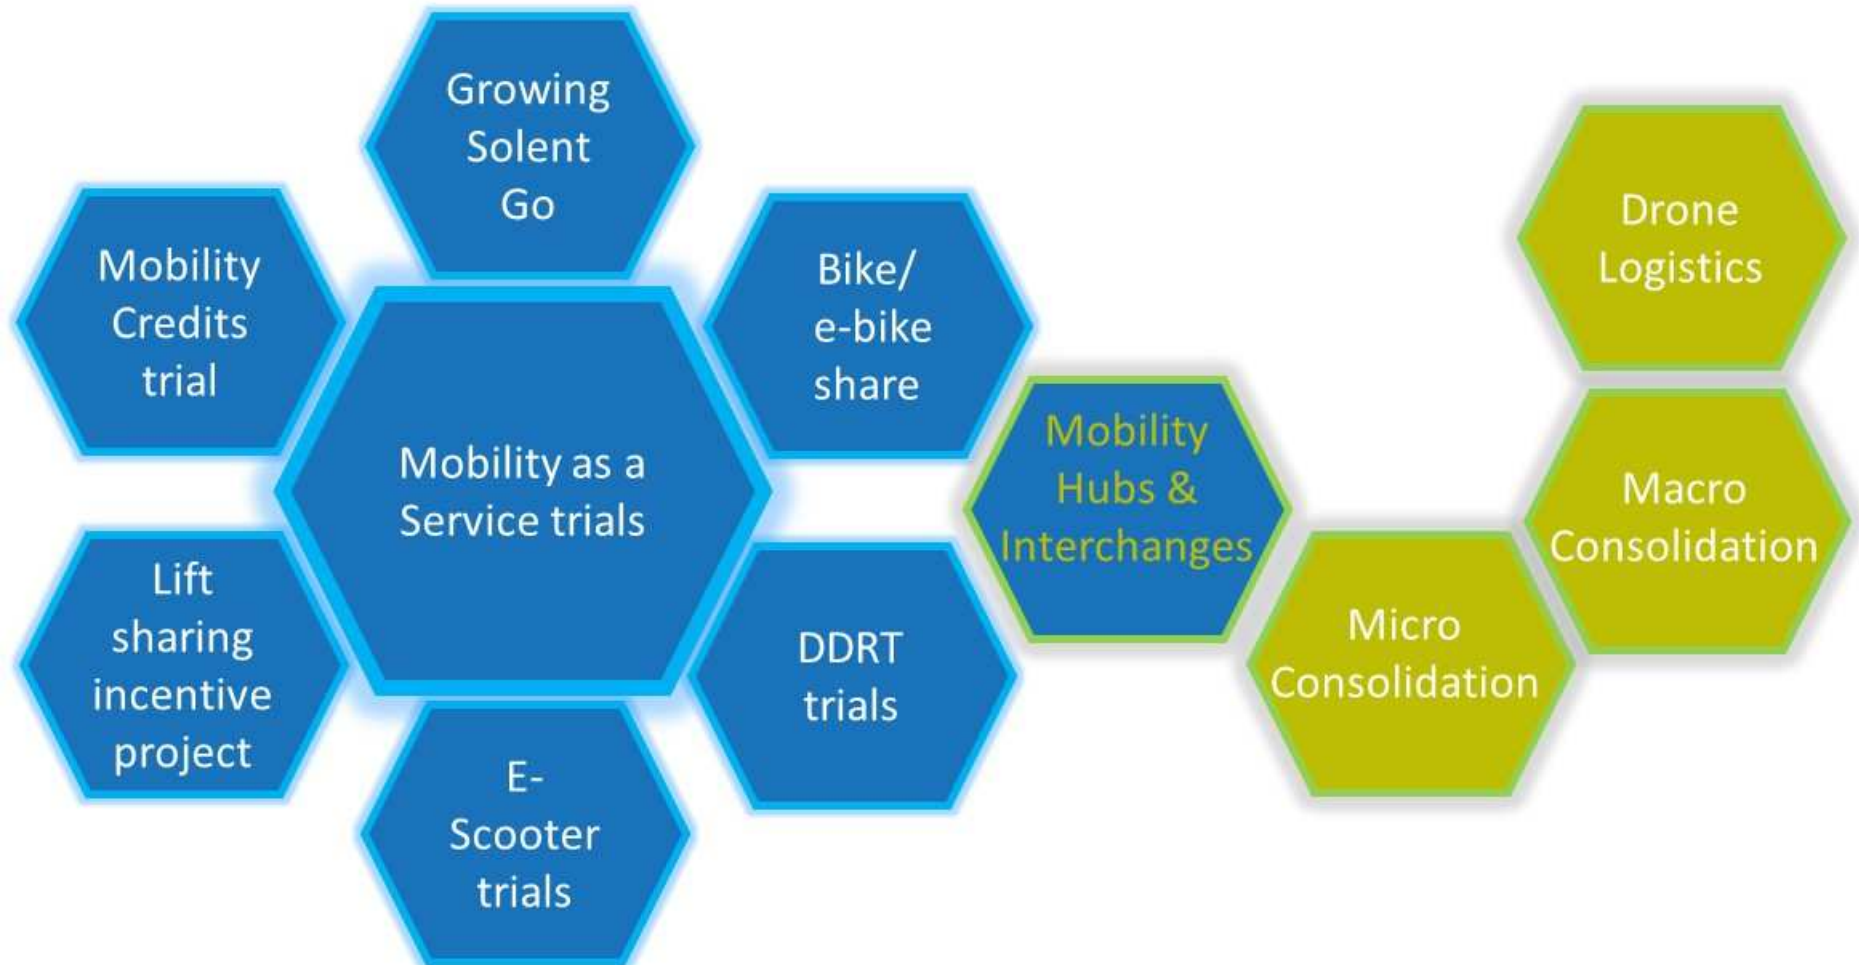 Growing
Solent
Go
Mobility
Credits
trial
Bike/
e-bike
share
Mobility as a
Service trials
Lift
sharing
incentive
project
E-
Scooter
trials
DDRT
trials
Mobility
Hubs &
Interchanges
Micro
Consolidation
Macro
Consolidation
Drone
Logistics